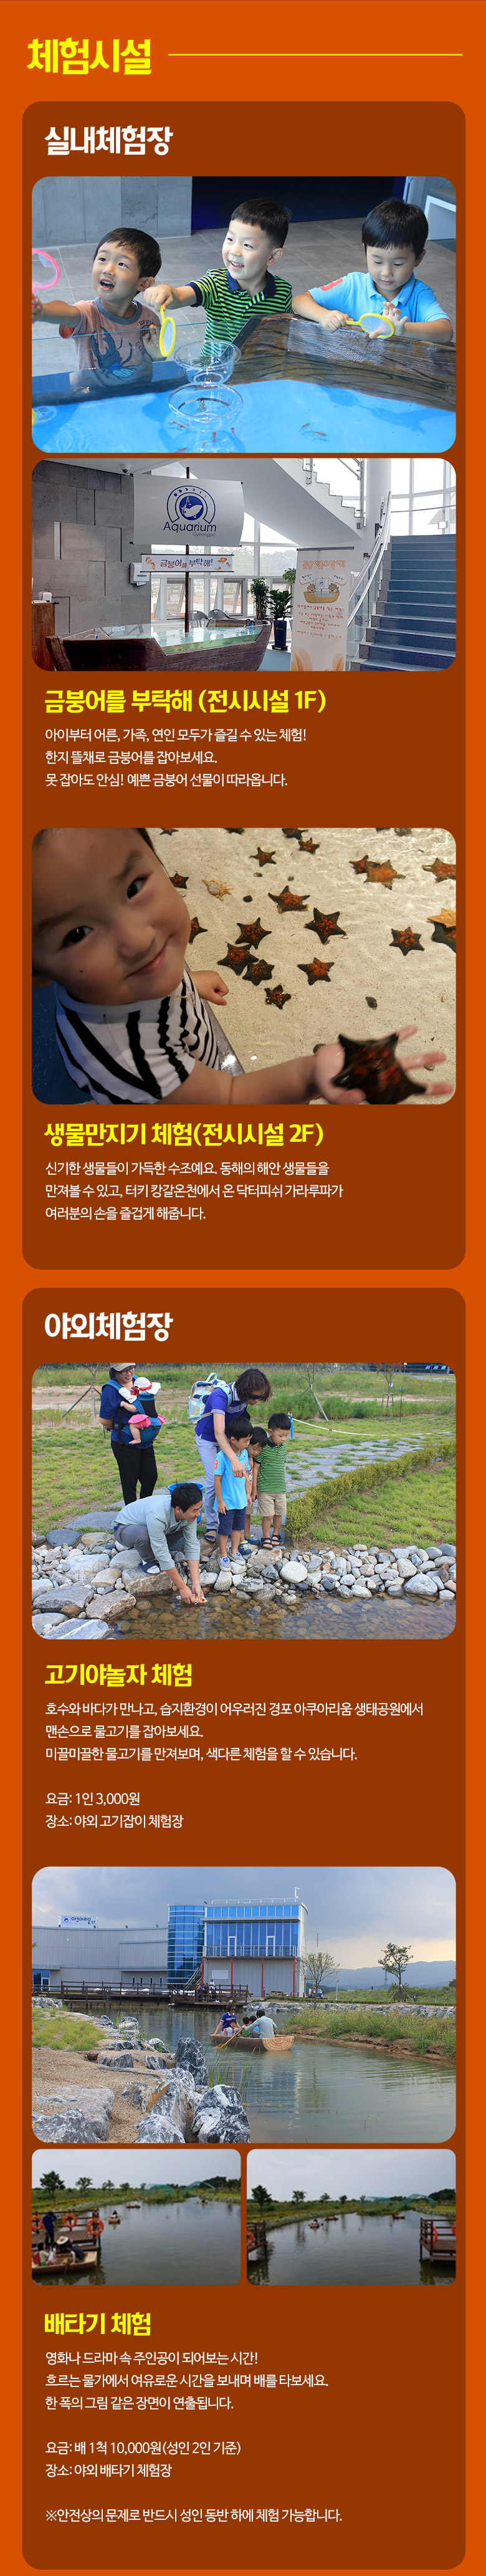 체험시설
실내체험장
Aquarium
금붕어를 부탁해!
금붕어를 부탁해 (전시시설 1F)
아이부터 어른, 가족, 연인 모두가 즐길 수 있는 체험!
한지 뜰채로 금붕어를 잡아보세요.
못 잡아도 안심! 예쁜 금붕어 선물이 따라옵니다.
생물만지기 체험(전시시설 2F)
신기한 생물들이 가득한 수조예요. 동해의 해안 생물들을
만져볼 수 있고, 터키 캉갈온천에서 온 닥터피쉬 가라루파가
여러분의 손을 즐겁게 해줍니다.
야외체험장
고기야놀자 체험
호수와 바다가 만나고, 습지환경이 어우러진 경포 아쿠아리움 생태공원에서
맨손으로 물고기를 잡아보세요.
미끌미끌한 물고기를 만져보며, 색다른 체험을 할 수 있습니다.
요금: 1인 3,000원
장소: 야외 고기잡이 체험장
배타기 체험
영화나 드라마 속 주인공이 되어보는 시간!
흐르는 물가에서 여유로운 시간을 보내며 배를 타보세요.
한 폭의 그림 같은 장면이 연출됩니다.
요금: 배 1척 10,000원(성인 2인 기준)
장소: 야외 배타기 체험장
※안전상의 문제로 반드시 성인 동반 하에 체험 가능합니다.